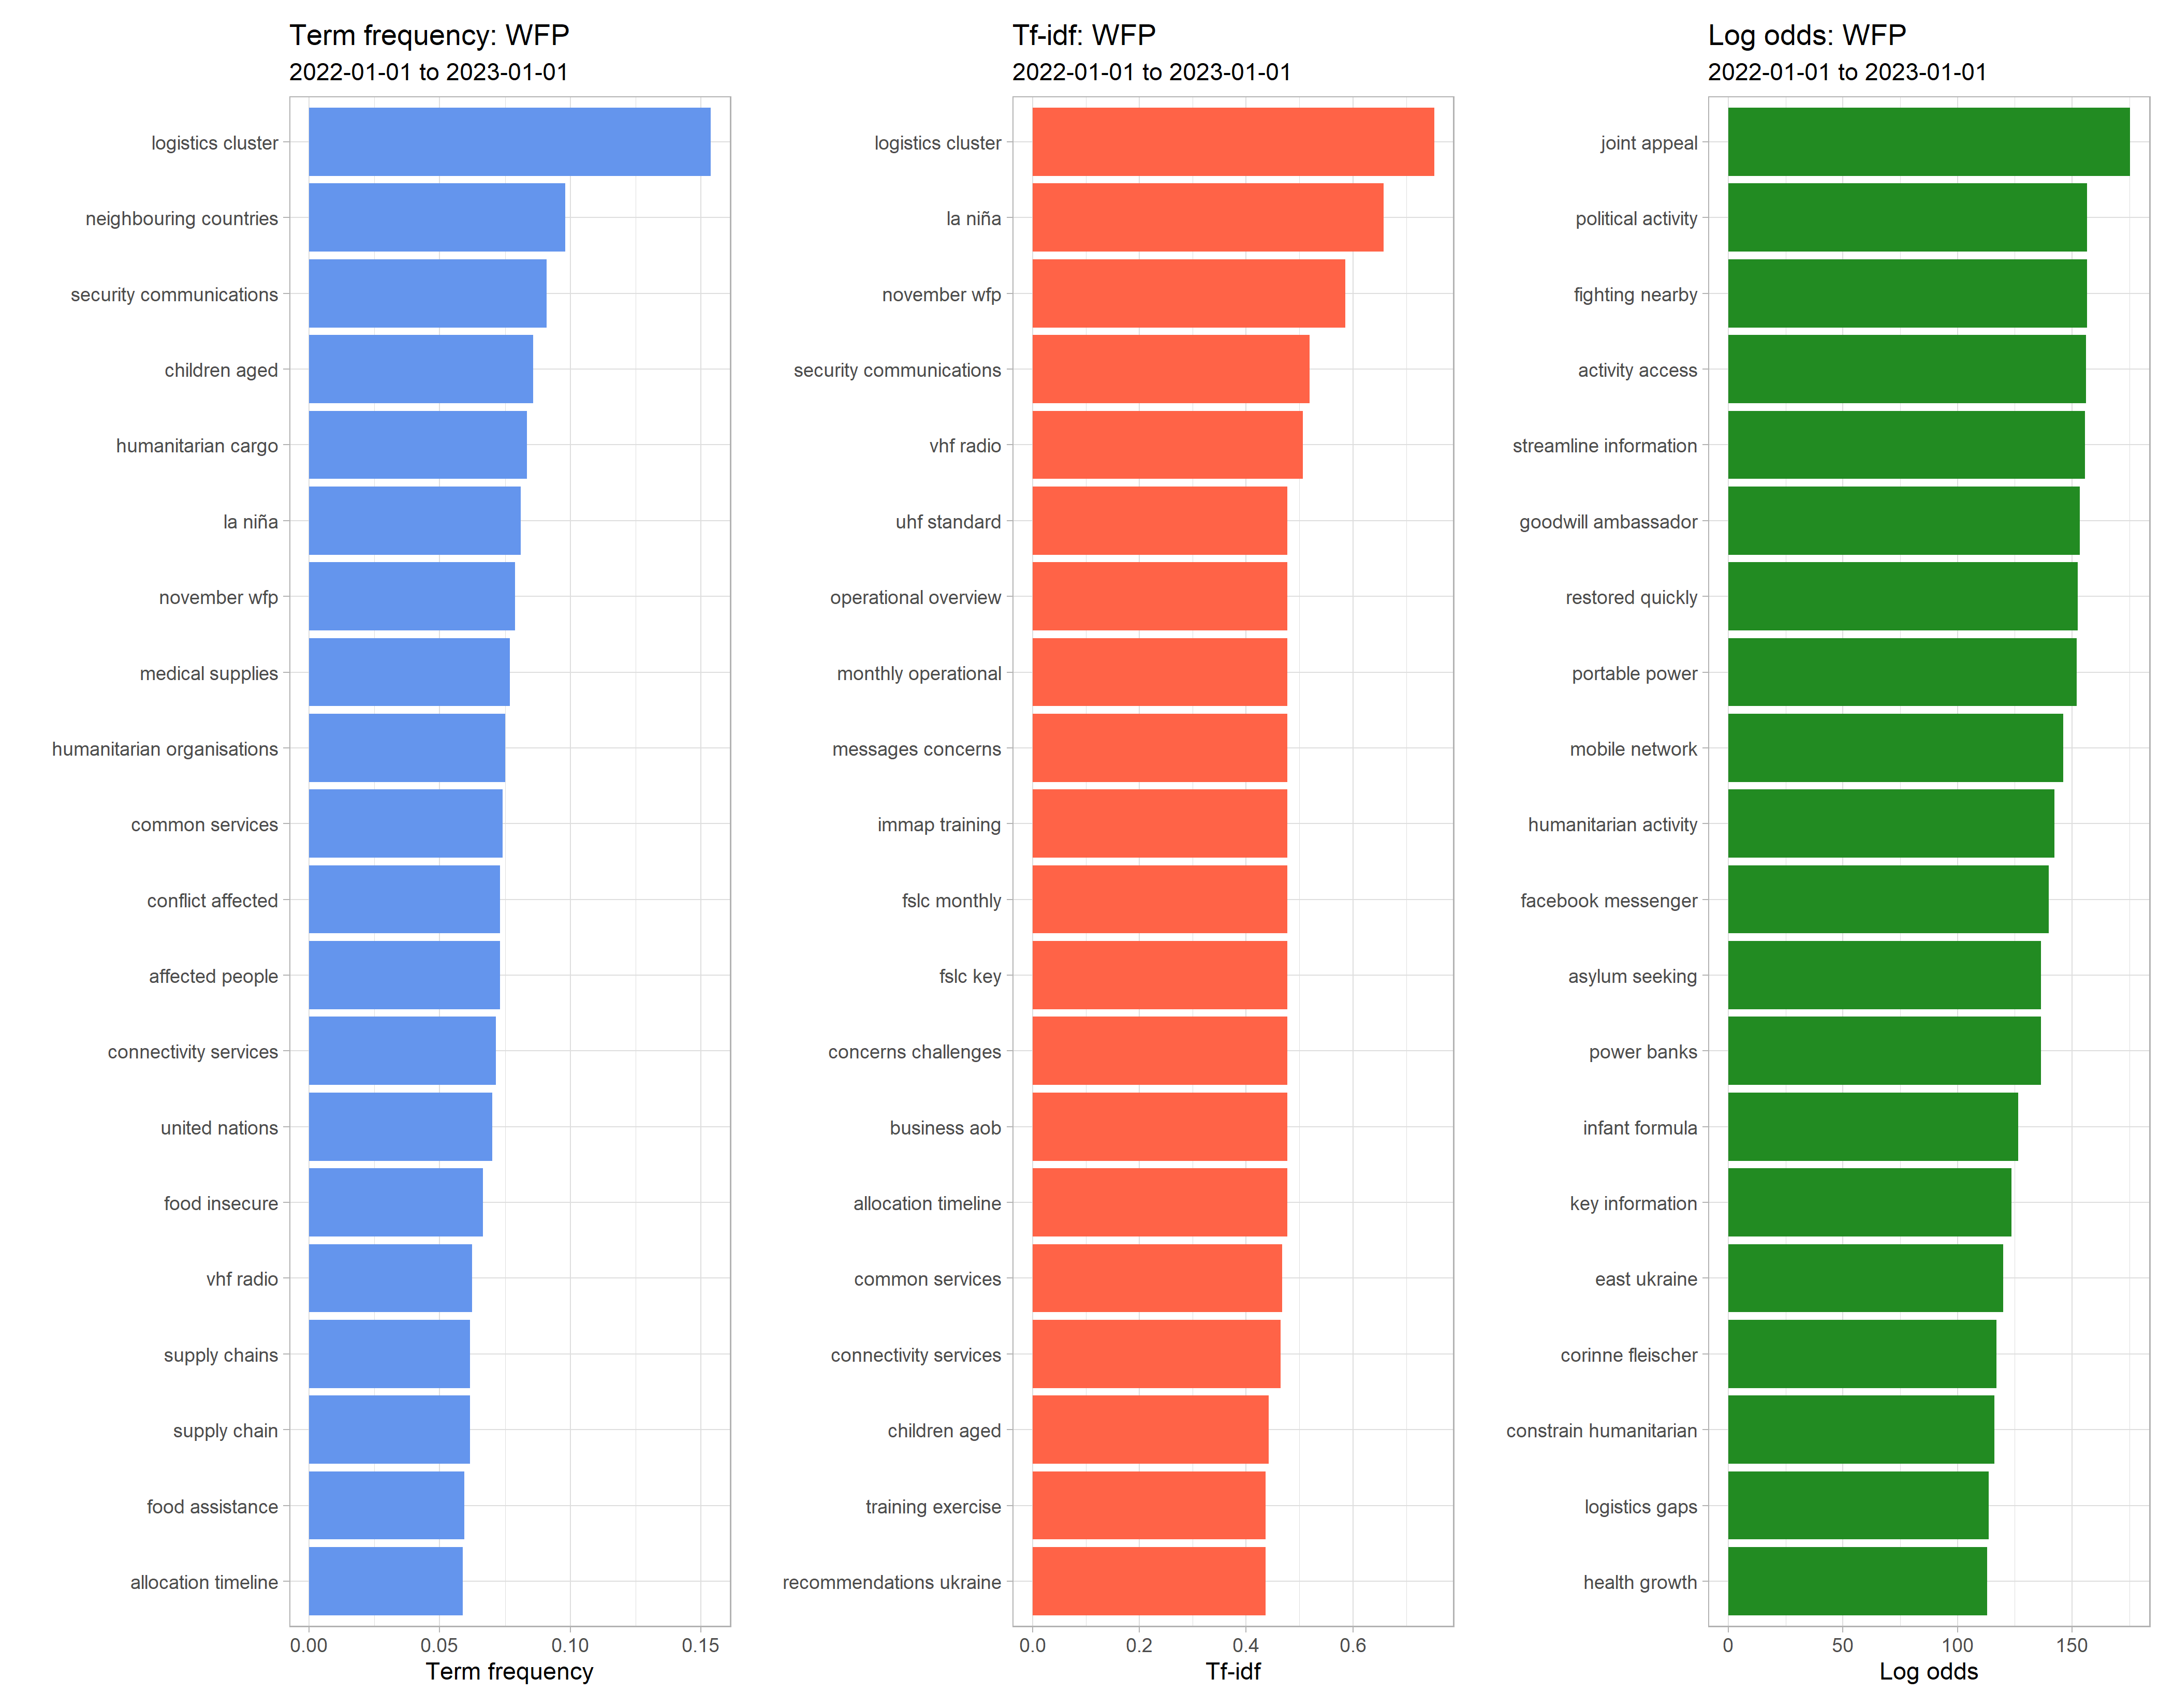 Term frequency: WFP
2022-01-01 to 2023-01-01
logistics cluster
neighbouring countries
security communications
children aged
humanitarian cargo
la niña
november wfp
medical supplies
humanitarian organisations
common services
conflict affected
affected people
connectivity services
united nations
food insecure
vhf radio
supply chains
supply chain
food assistance
allocation timeline
0.00 0.05 0.10 0.15
Term frequency
Tf-idf: WFP
2022-01-01 to 2023-01-01
logistics cluster
la niña
november wfp
security communications
vhf radio
uhf standard
operational overview
monthly operational
messages concerns
immap training
fslc monthly
fslc key
concerns challenges
business aob
allocation timeline
common services
connectivity services
children aged
training exercise
recommendations ukraine
0.0 0.2 0.4 0.6
Tf-idf
Log odds: WFP
2022-01-01 to 2023-01-01
joint appeal
political activity
fighting nearby
activity access
streamline information
goodwill ambassador
restored quickly
portable power
mobile network
humanitarian activity
facebook messenger
asylum seeking
power banks
infant formula
key information
east ukraine
corinne fleischer
constrain humanitarian
logistics gaps
health growth
0 50 100 150
Log odds